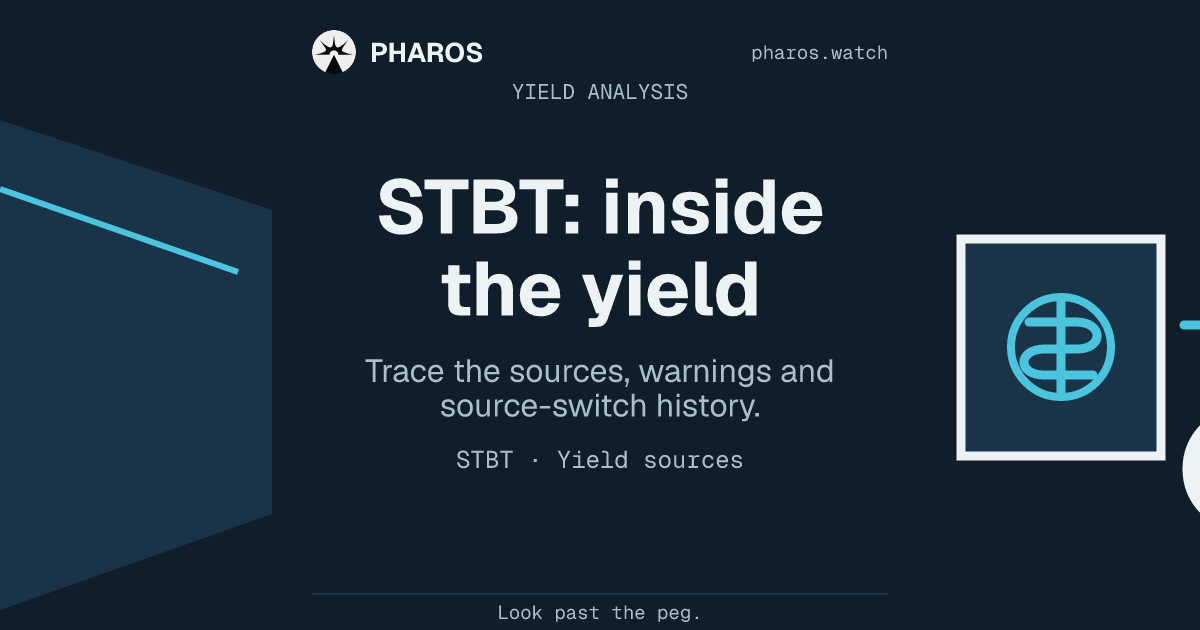 PHAROS
pharos.watch
YIELD ANALYSIS
STBT: inside
the yield
Trace the sources, warnings and
source-switch history.
STBT · Yield sources
Look past the peg.